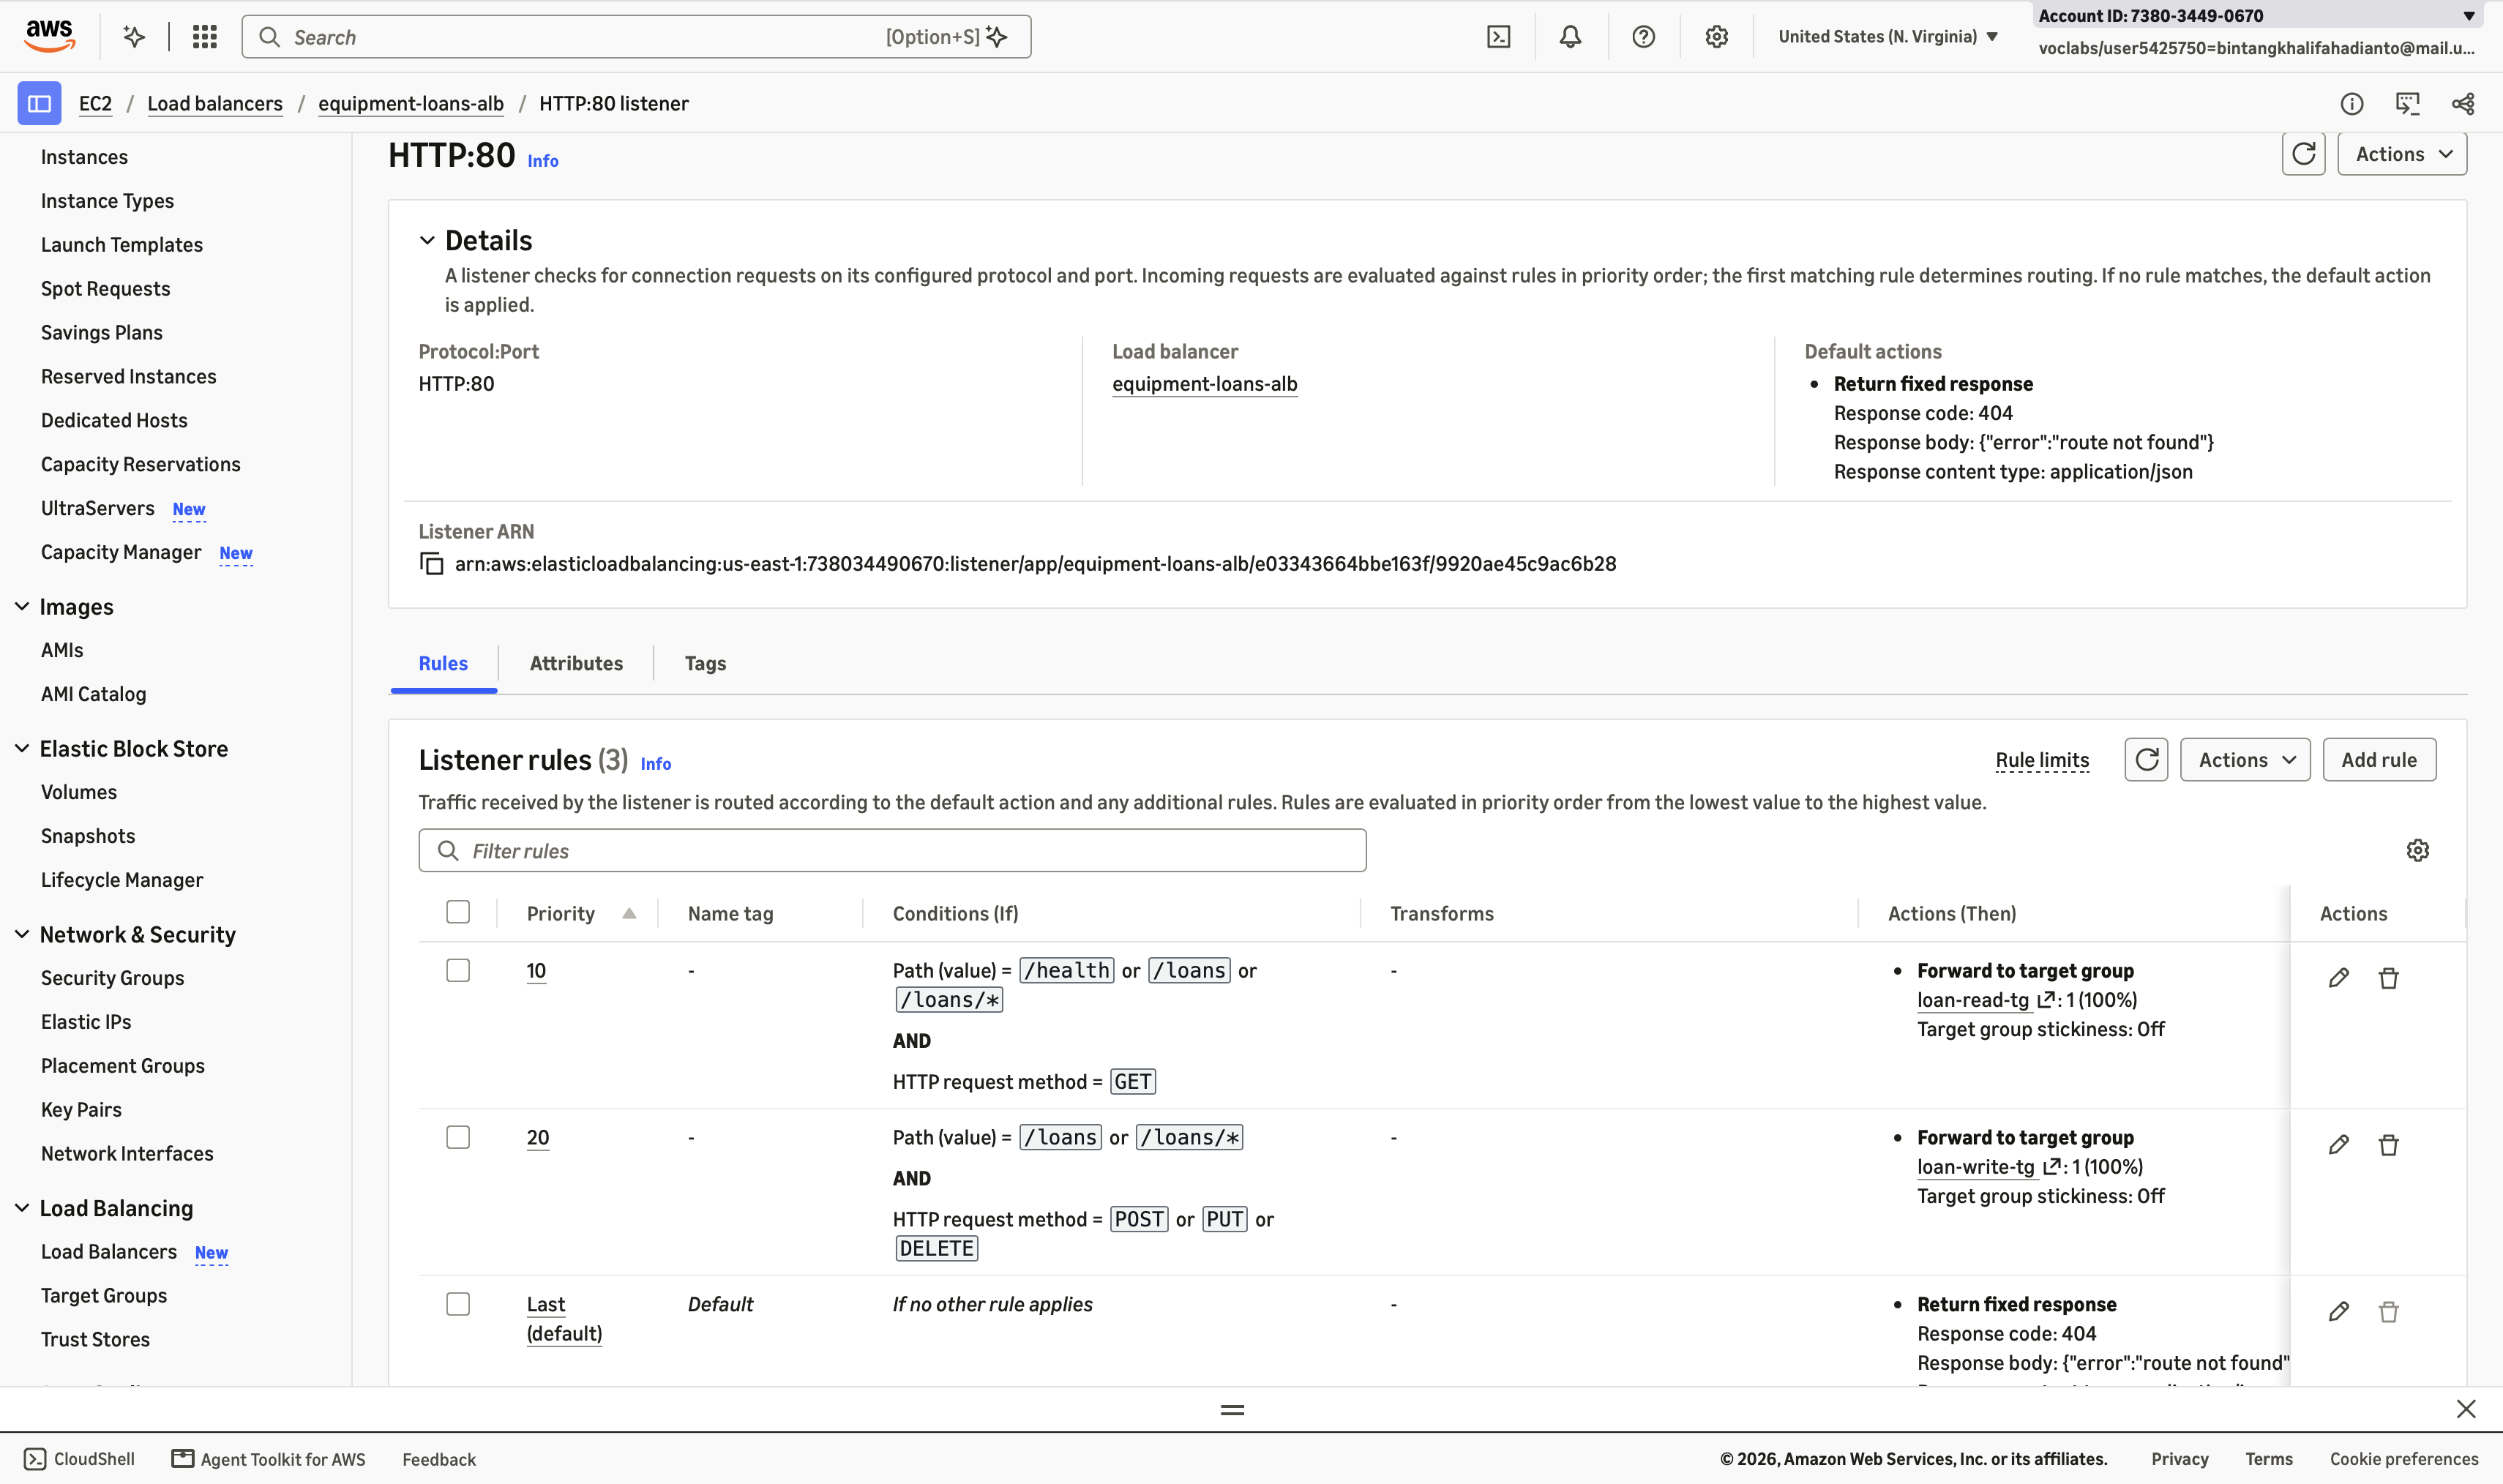 aws
Search
[Option+S]
United States (N. Virginia)
Account ID: 7380-3449-0670
voclabs/user5425750=bintangkhalifahadianto@mail.u...
EC2 / Load balancers / equipment-loans-alb / HTTP:80 listener
Instances
Instance Types
Launch Templates
Spot Requests
Savings Plans
Reserved Instances
Dedicated Hosts
Capacity Reservations
UltraServers New
Capacity Manager New
Images
AMIs
AMI Catalog
Elastic Block Store
Volumes
Snapshots
Lifecycle Manager
Network & Security
Security Groups
Elastic IPs
Placement Groups
Key Pairs
Network Interfaces
Load Balancing
Load Balancers New
Target Groups
Trust Stores
HTTP:80 Info
Actions
Details
A listener checks for connection requests on its configured protocol and port. Incoming requests are evaluated against rules in priority order; the first matching rule determines routing. If no rule matches, the default action
is applied.
Protocol:Port
HTTP:80
Load balancer
equipment-loans-alb
Default actions
• Return fixed response
Response code: 404
Response body: {"error":"route not found"}
Response content type: application/json
Listener ARN
arn:aws:elasticloadbalancing:us-east-1:738034490670:listener/app/equipment-loans-alb/e03343664bbe163f/9920ae45c9ac6b28
Rules
Attributes
Tags
Listener rules (3) Info
Rule limits
Actions
Add rule
Traffic received by the listener is routed according to the default action and any additional rules. Rules are evaluated in priority order from the lowest value to the highest value.
Filter rules
Priority
Name tag
Conditions (If)
Transforms
Actions (Then)
Actions
10
-
Path (value) = /health or /loans or
/loans/*
AND
HTTP request method = GET
-
• Forward to target group
loan-read-tg : 1 (100%)
Target group stickiness: Off
20
-
Path (value) = /loans or /loans/*
AND
HTTP request method = POST or PUT or
DELETE
-
• Forward to target group
loan-write-tg : 1 (100%)
Target group stickiness: Off
Last
(default)
Default
If no other rule applies
-
• Return fixed response
Response code: 404
Response body: {"error":"route not found"
CloudShell
Agent Toolkit for AWS
Feedback
© 2026, Amazon Web Services, Inc. or its affiliates.
Privacy
Terms
Cookie preferences